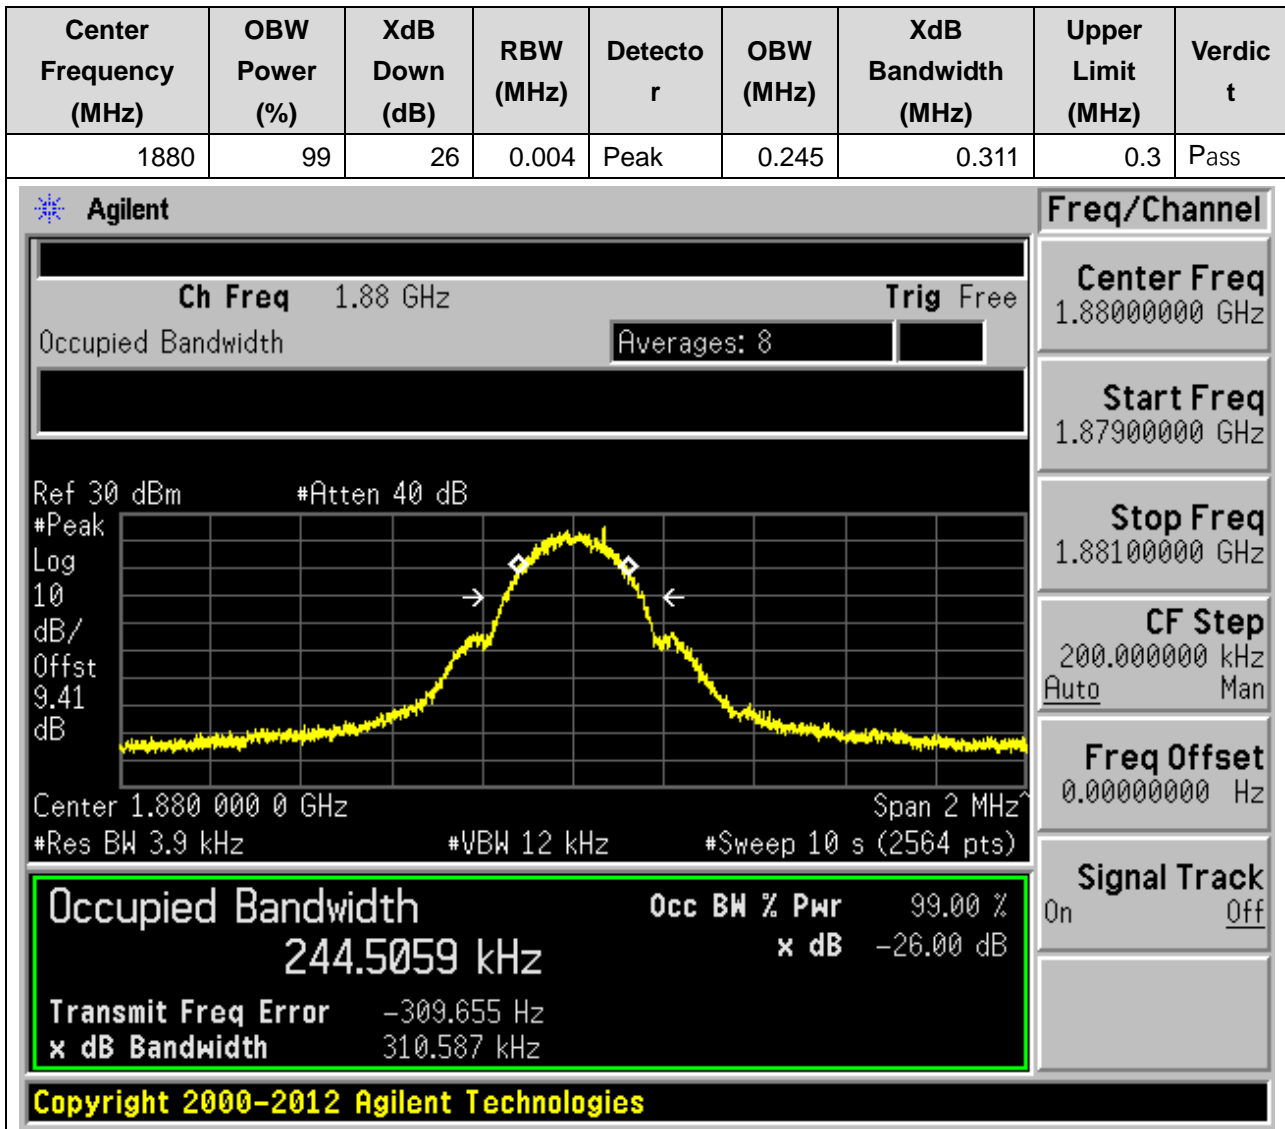 Center Frequency (MHz) OBW Power (%) XdB Down (dB) RBW (MHz) Detecto r OBW (MHz) XdB Bandwidth (MHz) Upper Limit (MHz) Verdic t
1880 99 26 0.004 Peak 0.245 0.311 0.3 Pass
Agilent
Freq/Channel
Ch Freq 1.88 GHz Trig Free
Occupied Bandwidth Averages: 8
Ref 30 dBm #Atten 40 dB
#Peak
Log
10
dB/
Offst
9.41
dB
Center 1.880 000 0 GHz Span 2 MHz^
#Res BW 3.9 kHz #VBW 12 kHz #Sweep 10 s (2564 pts)
Occupied Bandwidth Occ BW % Pwr 99.00 %
244.5059 kHz x dB -26.00 dB
Transmit Freq Error -309.655 Hz
x dB Bandwidth 310.587 kHz
Center Freq
1.88000000 GHz
Start Freq
1.87900000 GHz
Stop Freq
1.88100000 GHz
CF Step
200.000000 kHz
Auto Man
Freq Offset
0.00000000 Hz
Signal Track
On Off
Copyright 2000-2012 Agilent Technologies